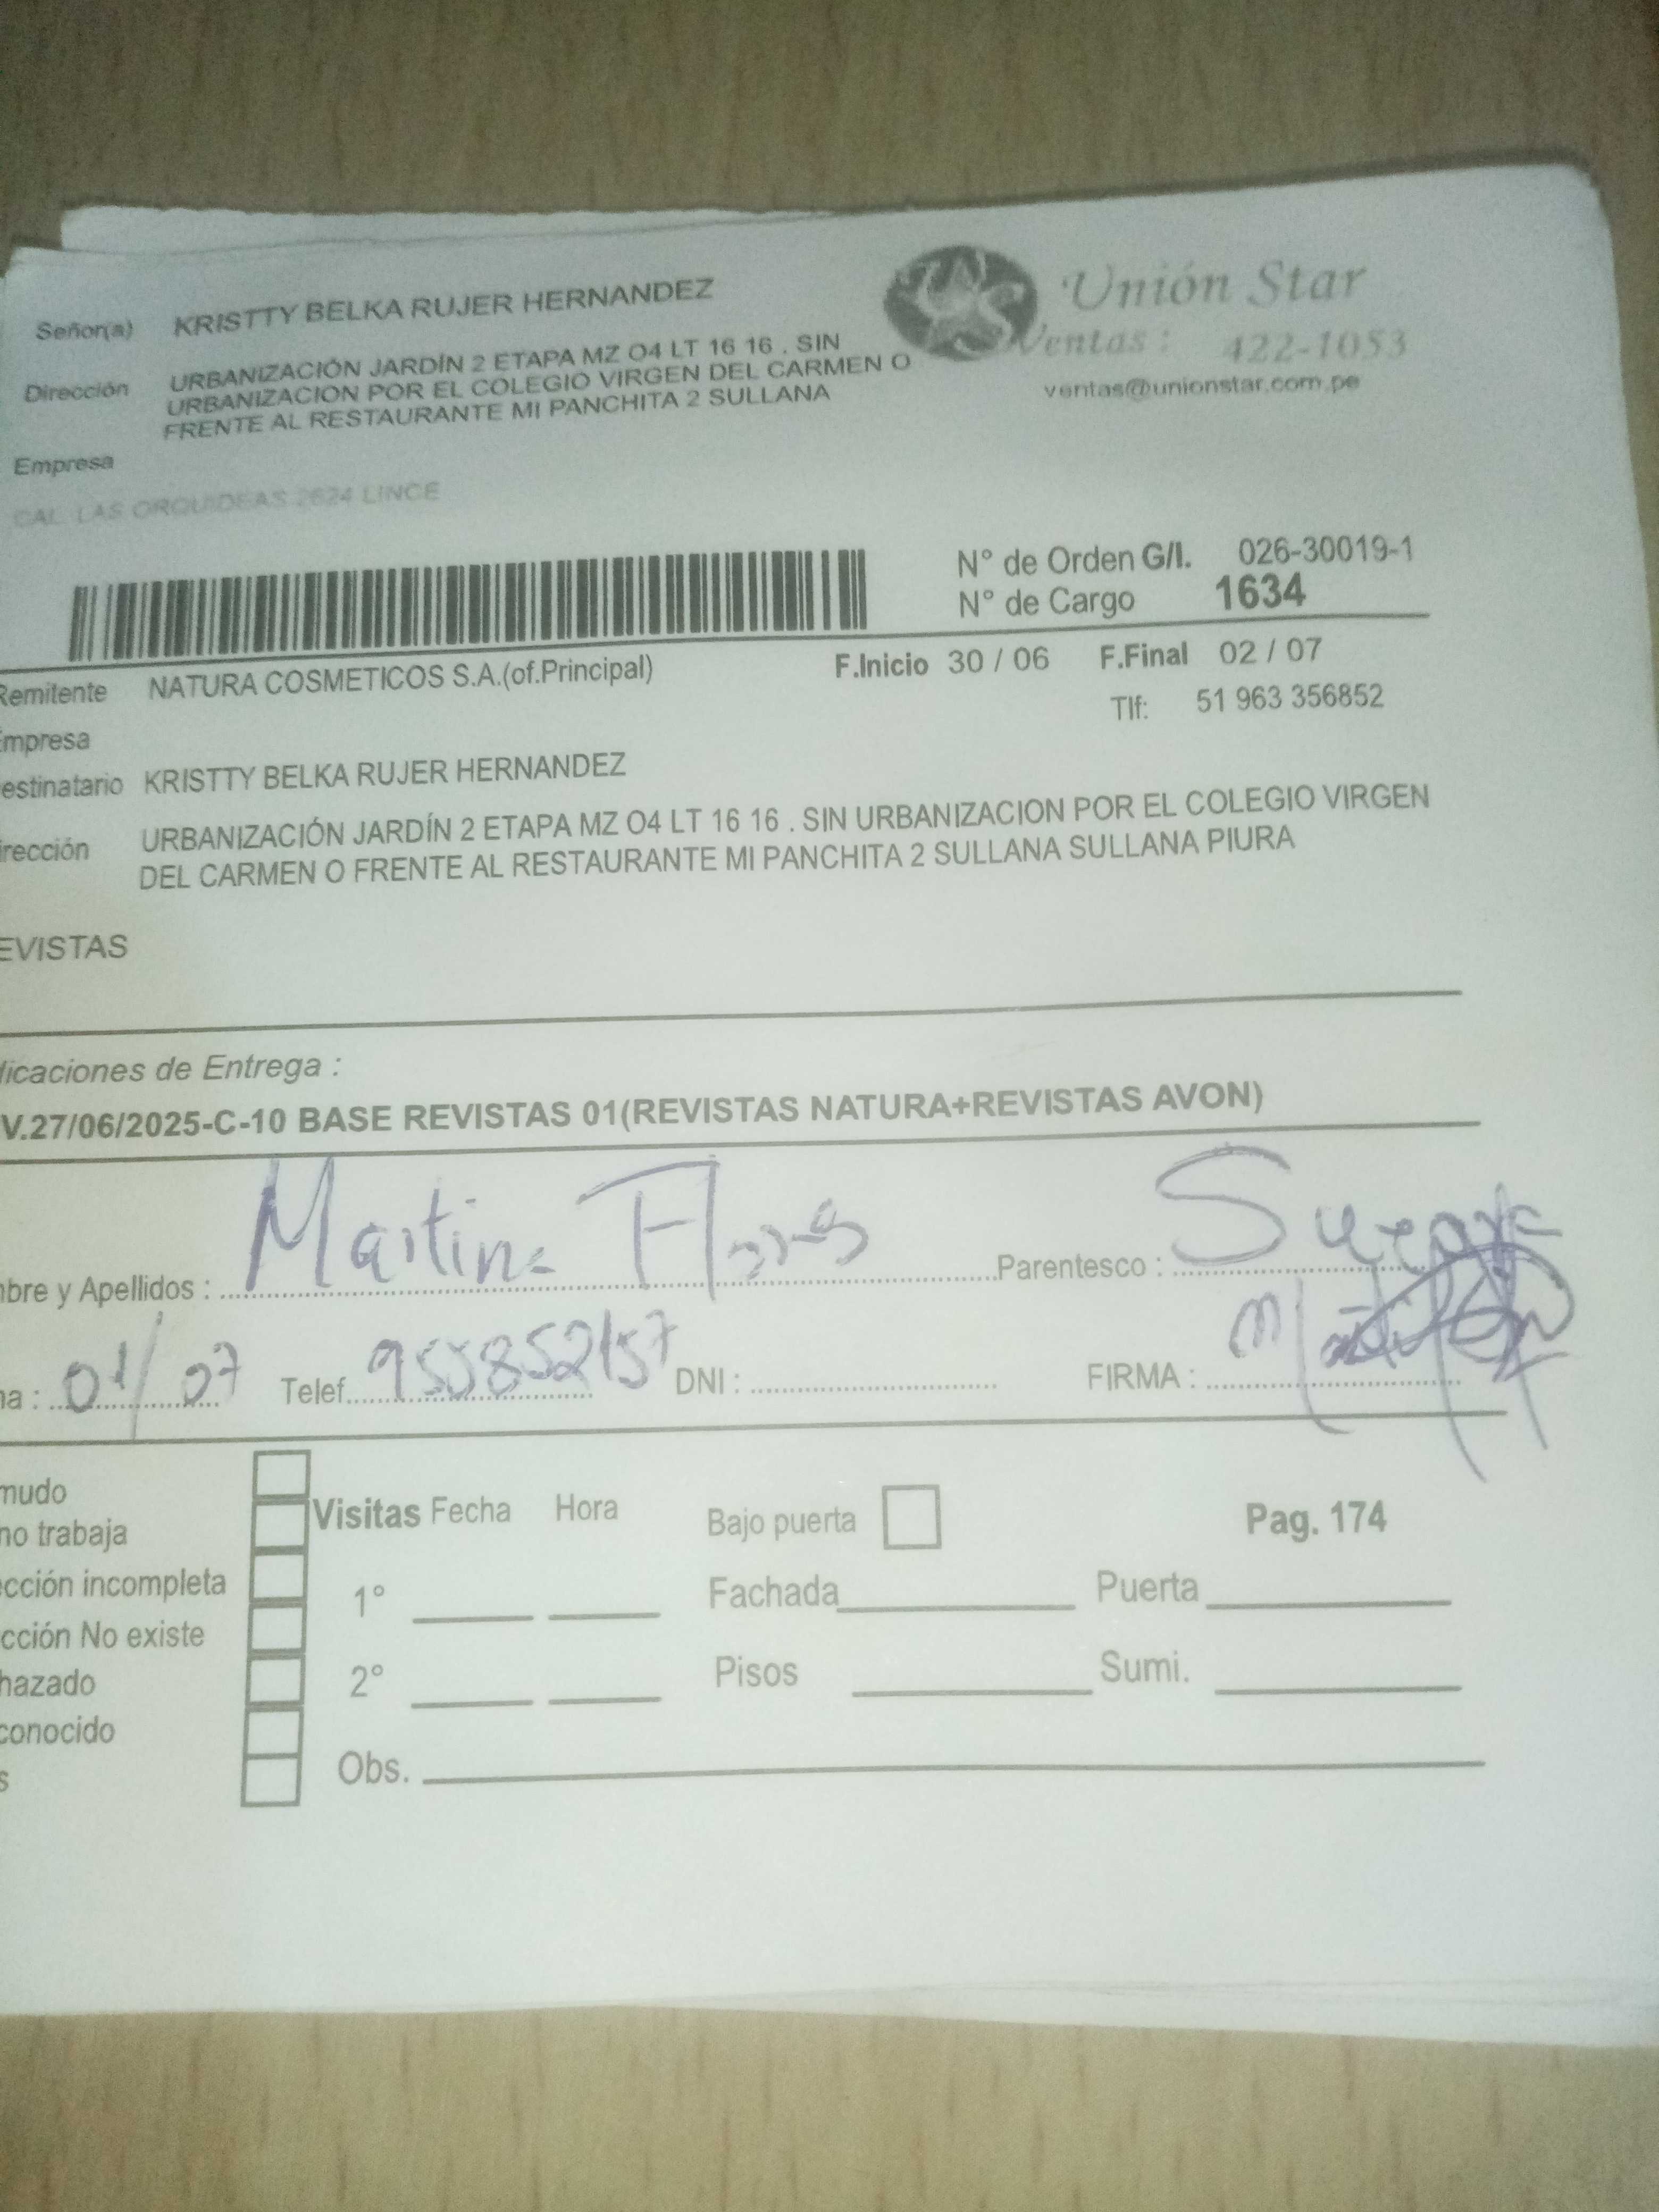 Señor(a) KRISTTY BELKA RUJER HERNANDEZ
Unión Star
Ventas : 422-1053
ventas@unionstar.com.pe
Dirección URBANIZACIÓN JARDÍN 2 ETAPA MZ O4 LT 16 16 . SIN
URBANIZACION POR EL COLEGIO VIRGEN DEL CARMEN O
FRENTE AL RESTAURANTE MI PANCHITA 2 SULLANA
Empresa
CAL. LAS ORQUIDEAS 2624 LINCE
N° de Orden G/I. 026-30019-1
N° de Cargo 1634
Remitente NATURA COSMETICOS S.A.(of.Principal) F.Inicio 30 / 06 F.Final 02 / 07
Tlf: 51 963 356852
Empresa
estinatario KRISTTY BELKA RUJER HERNANDEZ
irección URBANIZACIÓN JARDÍN 2 ETAPA MZ O4 LT 16 16 . SIN URBANIZACION POR EL COLEGIO VIRGEN
DEL CARMEN O FRENTE AL RESTAURANTE MI PANCHITA 2 SULLANA SULLANA PIURA
EVISTAS
dicaciones de Entrega :
V.27/06/2025-C-10 BASE REVISTAS 01(REVISTAS NATURA+REVISTAS AVON)
bre y Apellidos : Martina Flores Parentesco : Suegra
a : 01/07 Telef. 955852157 DNI : FIRMA :
mudo
no trabaja
cción incompleta
cción No existe
hazado
conocido
s
Visitas Fecha Hora Bajo puerta Pag. 174
1° Fachada Puerta
2° Pisos Sumi.
Obs.